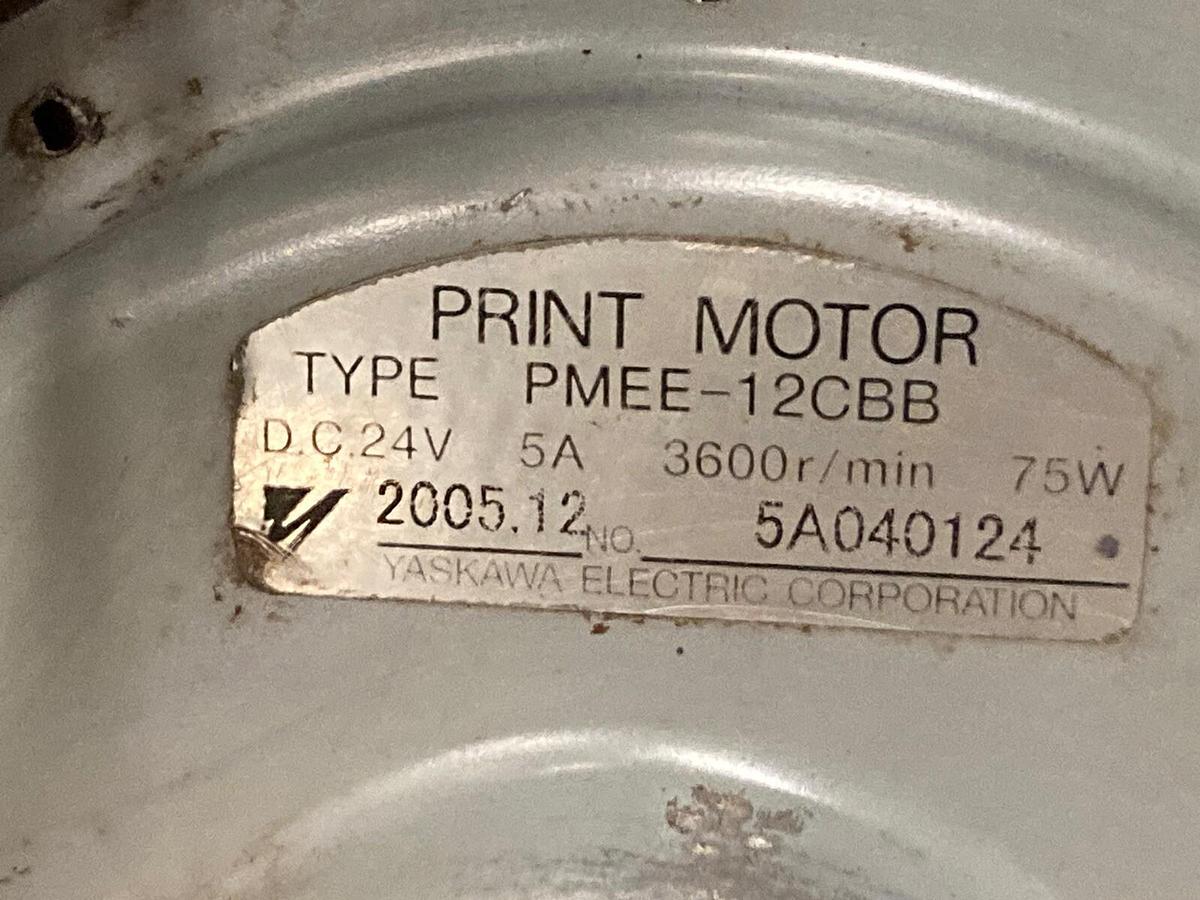 PRINT MOTOR
TYPE PMEE-12CBB
D.C.24V 5A 3600r/min 75W
2005.12 NO. 5A040124
YASKAWA ELECTRIC CORPORATION